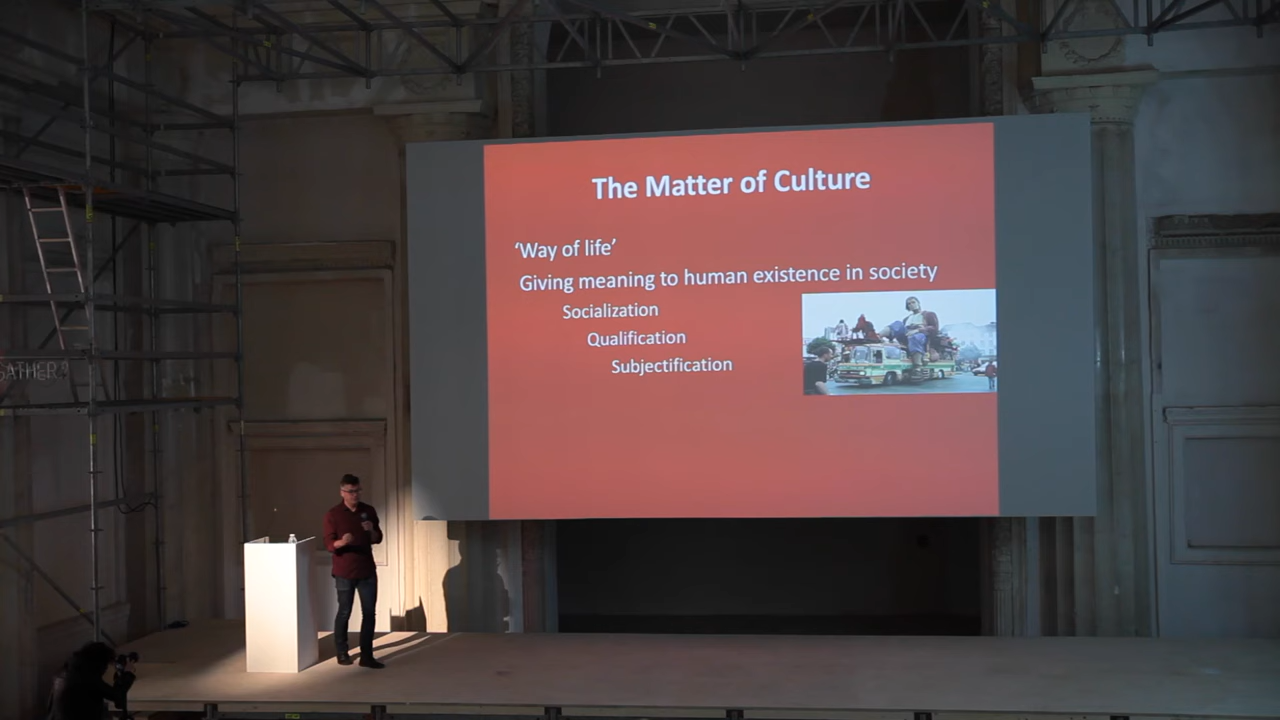 The Matter of Culture
‘Way of life’
Giving meaning to human existence in society
Socialization
Qualification
Subjectification